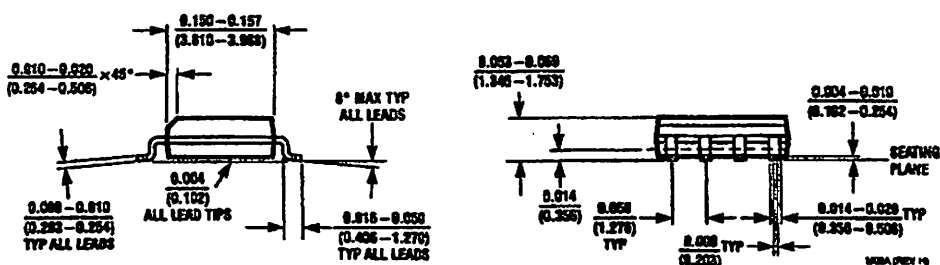 0.150–0.157
(3.810–3.988)
0.010–0.020 ×45°
(0.254–0.508)
8° MAX TYP
ALL LEADS
0.004
(0.102)
ALL LEAD TIPS
0.008–0.010
(0.203–0.254)
TYP ALL LEADS
0.016–0.050
(0.406–1.270)
TYP ALL LEADS
0.053–0.069
(1.346–1.753)
0.004–0.010
(0.102–0.254)
SEATING
PLANE
0.014
(0.356)
0.050
(1.270)
TYP
0.014–0.020 TYP
(0.356–0.508)
0.008 TYP
(0.203)